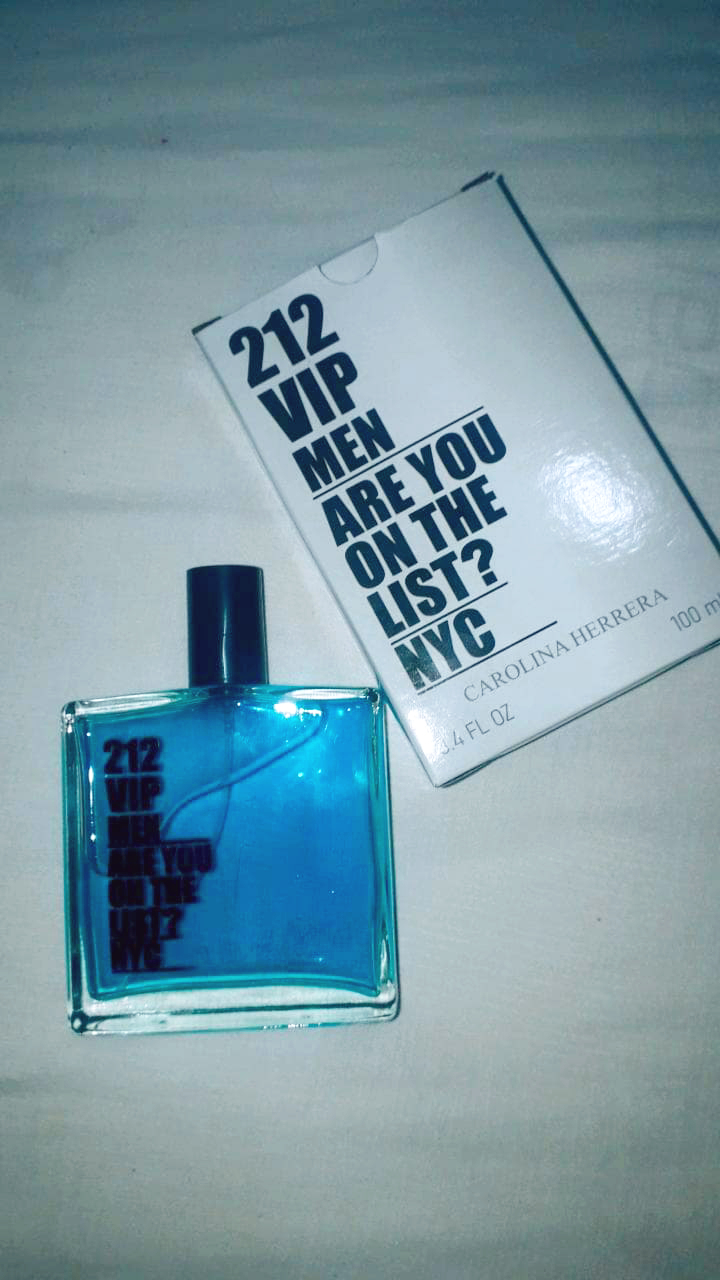 212
VIP
MEN
ARE YOU
ON THE
LIST?
NYC
CAROLINA HERRERA
100 ml
3.4 FL OZ
212
VIP
MEN
ARE YOU
ON THE
LIST?
NYC